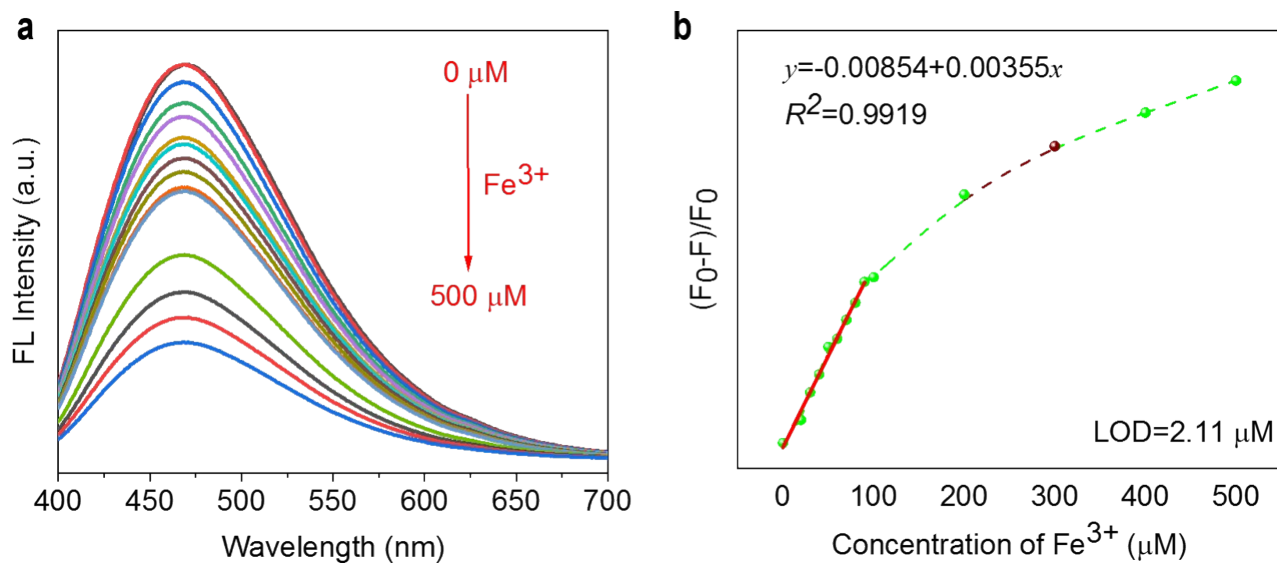 a
0 μM
Fe3+
500 μM
FL Intensity (a.u.)
400 450 500 550 600 650 700
Wavelength (nm)
b
y=-0.00854+0.00355x
R2=0.9919
LOD=2.11 μM
(F0-F)/F0
0 100 200 300 400 500
Concentration of Fe3+ (μM)